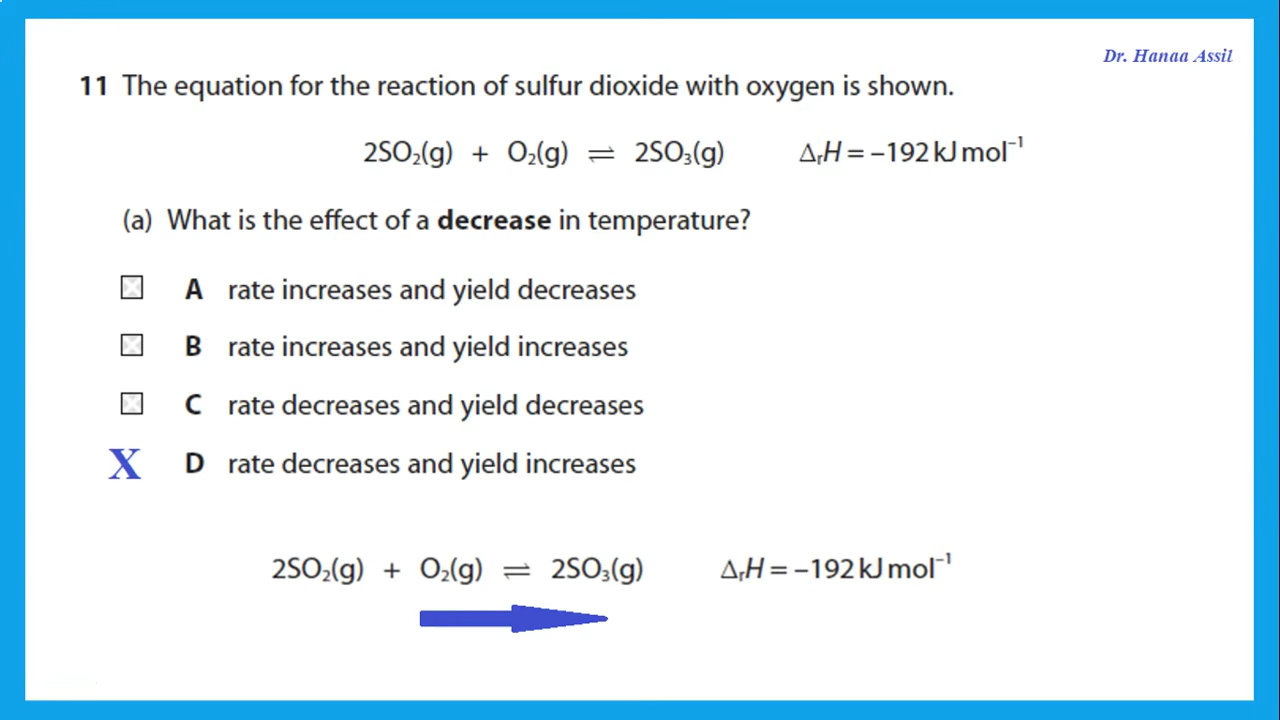 Dr. Hanaa Assil
11 The equation for the reaction of sulfur dioxide with oxygen is shown.
2SO₂(g) + O₂(g) ⇌ 2SO₃(g) ΔᵣH = –192 kJ mol⁻¹
(a) What is the effect of a decrease in temperature?
A rate increases and yield decreases
B rate increases and yield increases
C rate decreases and yield decreases
X D rate decreases and yield increases
2SO₂(g) + O₂(g) ⇌ 2SO₃(g) ΔᵣH = –192 kJ mol⁻¹